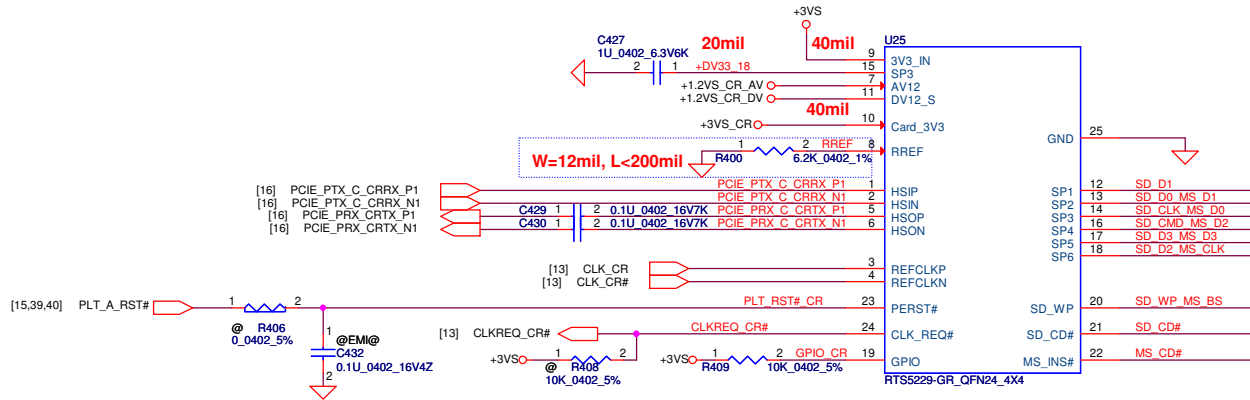 +3VS
C427
1U_0402_6.3V6K
20mil
40mil
U25
2 1 +DV33_18
9 3V3_IN
15 SP3
+1.2VS_CR_AV 7 AV12
+1.2VS_CR_DV 11 DV12_S
40mil
+3VS_CR 10 Card_3V3
GND 25
1 2 RREF 8 RREF
W=12mil, L<200mil
R400 6.2K_0402_1%
[16] PCIE_PTX_C_CRRX_P1 PCIE_PTX_C_CRRX_P1 1 HSIP
[16] PCIE_PTX_C_CRRX_N1 PCIE_PTX_C_CRRX_N1 2 HSIN
[16] PCIE_PRX_CRTX_P1 C429 1 2 0.1U_0402_16V7K PCIE_PRX_C_CRTX_P1 5 HSOP
[16] PCIE_PRX_CRTX_N1 C430 1 2 0.1U_0402_16V7K PCIE_PRX_C_CRTX_N1 6 HSON
SP1 12 SD_D1
SP2 13 SD_D0_MS_D1
SP3 14 SD_CLK_MS_D0
SP4 16 SD_CMD_MS_D2
SP5 17 SD_D3_MS_D3
SP6 18 SD_D2_MS_CLK
[13] CLK_CR 3 REFCLKP
[13] CLK_CR# 4 REFCLKN
[15,39,40] PLT_A_RST# 1 2 PLT_RST#_CR 23 PERST#
SD_WP 20 SD_WP_MS_BS
@ R406
0_0402_5%
1 @EMI@
C432
0.1U_0402_16V4Z
2
[13] CLKREQ_CR# CLKREQ_CR# 24 CLK_REQ#
SD_CD# 21 SD_CD#
+3VS 1 2
@ R408
10K_0402_5%
+3VS 1 2 GPIO_CR 19 GPIO
R409 10K_0402_5%
MS_INS# 22 MS_CD#
RTS5229-GR_QFN24_4X4